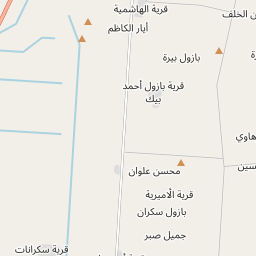 قرية الهاشمية
ن الخلف
أبار الكاظم
بازول بيرة
قرية بازول أحمد
بيك
هاوي
محسن علوان
سين
قرية الأميرية
بازول سكران
جميل صبر
قرية سكرانات